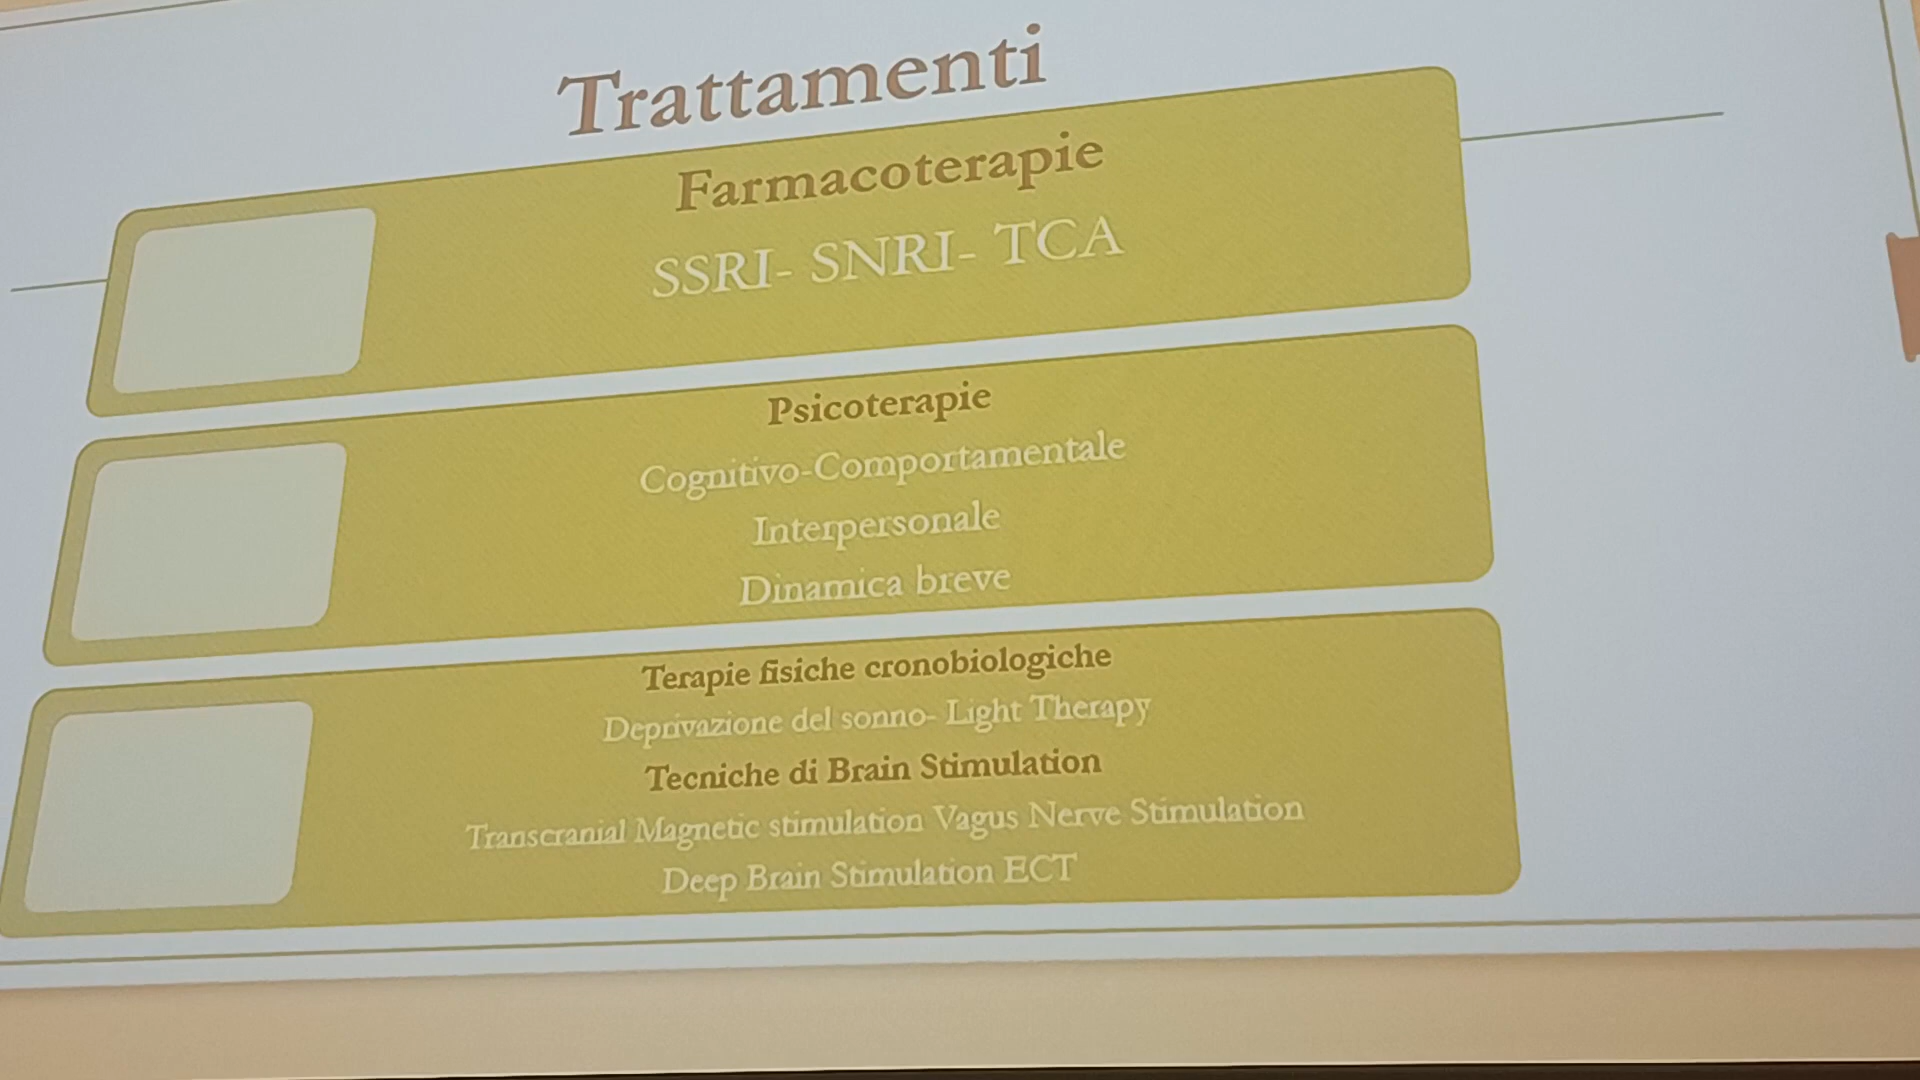 Trattamenti
Farmacoterapie
SSRI- SNRI- TCA
Psicoterapie
Cognitivo-Comportamentale
Interpersonale
Dinamica breve
Terapie fisiche cronobiologiche
Deprivazione del sonno- Light Therapy
Tecniche di Brain Stimulation
Transcranial Magnetic stimulation Vagus Nerve Stimulation
Deep Brain Stimulation ECT